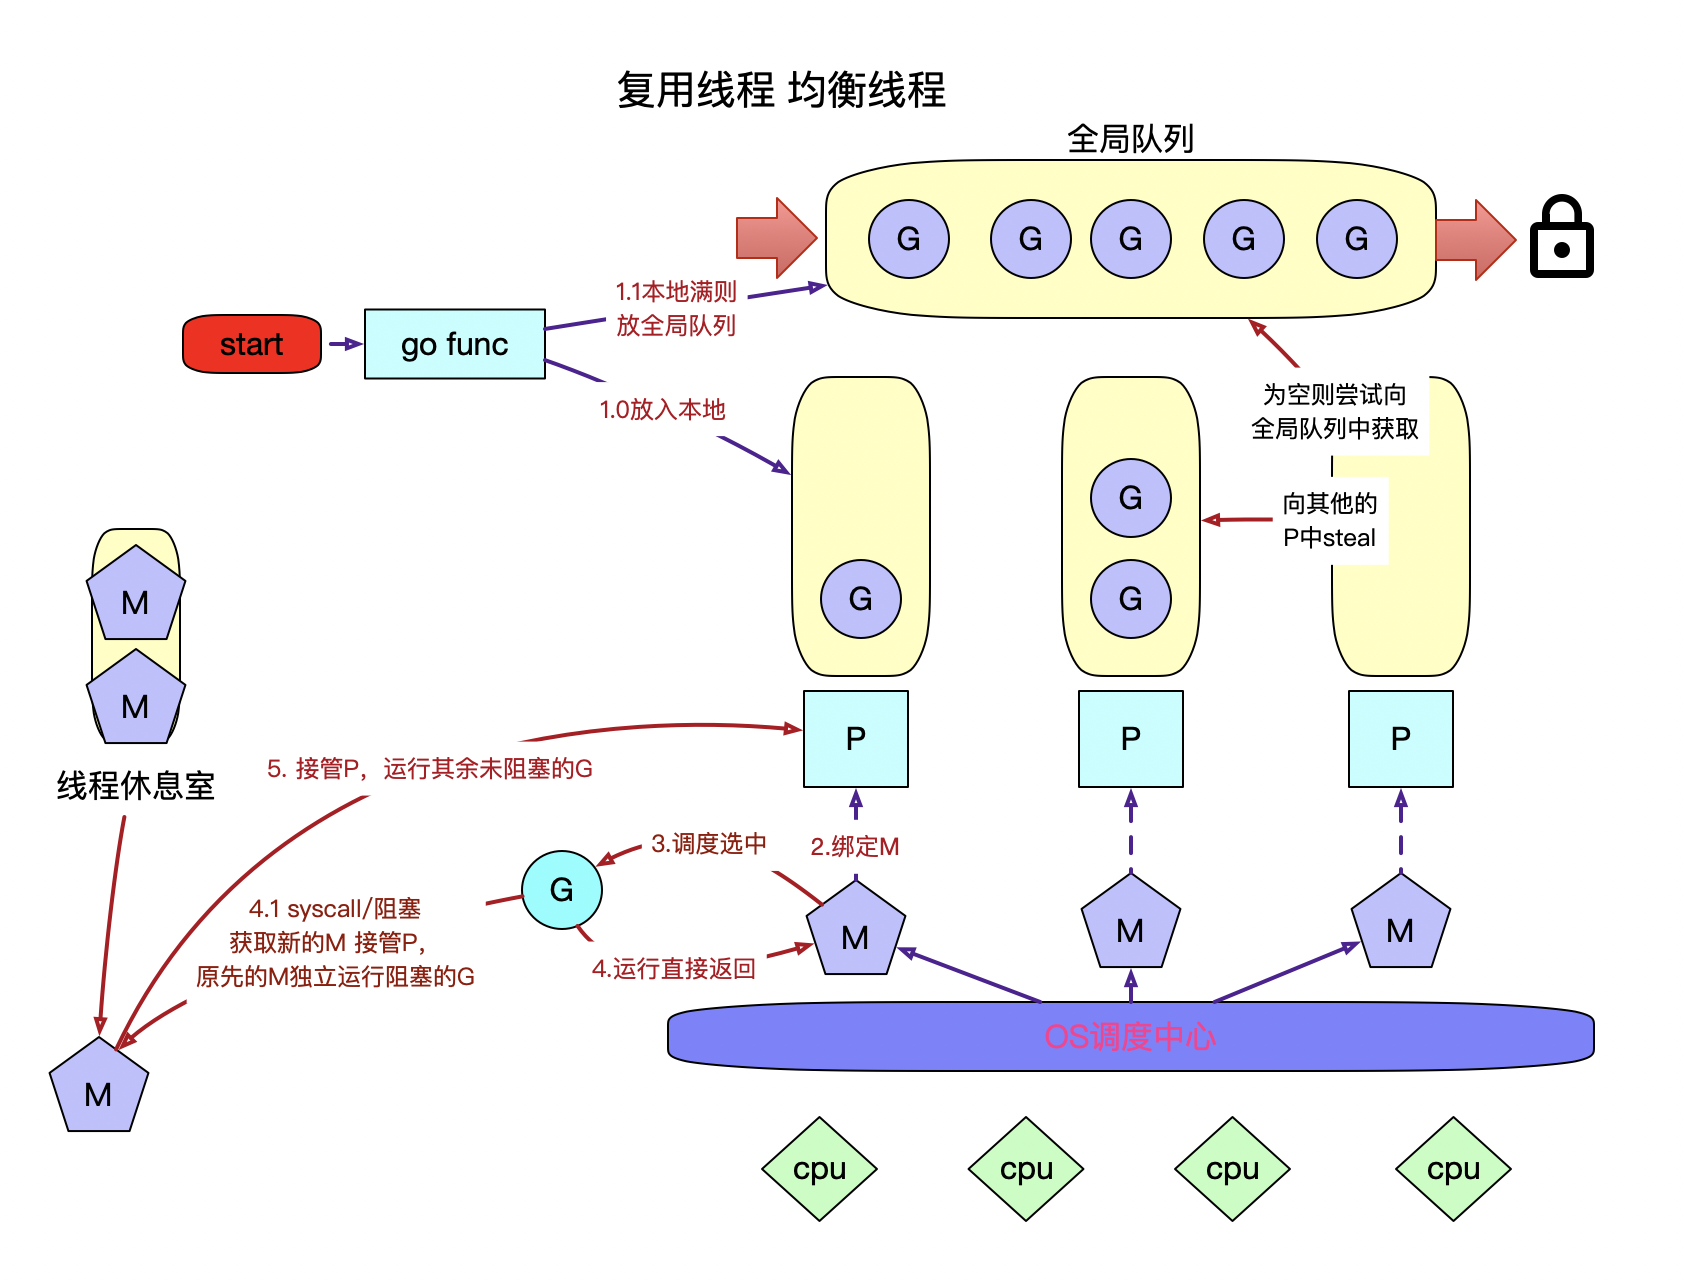 复用线程 均衡线程
全局队列
G
G
G
G
G
1.1本地满则
放全局队列
start
go func
1.0放入本地
为空则尝试向
全局队列中获取
G
向其他的
P中steal
G
G
M
M
线程休息室
P
P
P
5. 接管P，运行其余未阻塞的G
3.调度选中
2.绑定M
G
4.1 syscall/阻塞
获取新的M 接管P，
原先的M独立运行阻塞的G
4.运行直接返回
M
M
M
OS调度中心
M
cpu
cpu
cpu
cpu